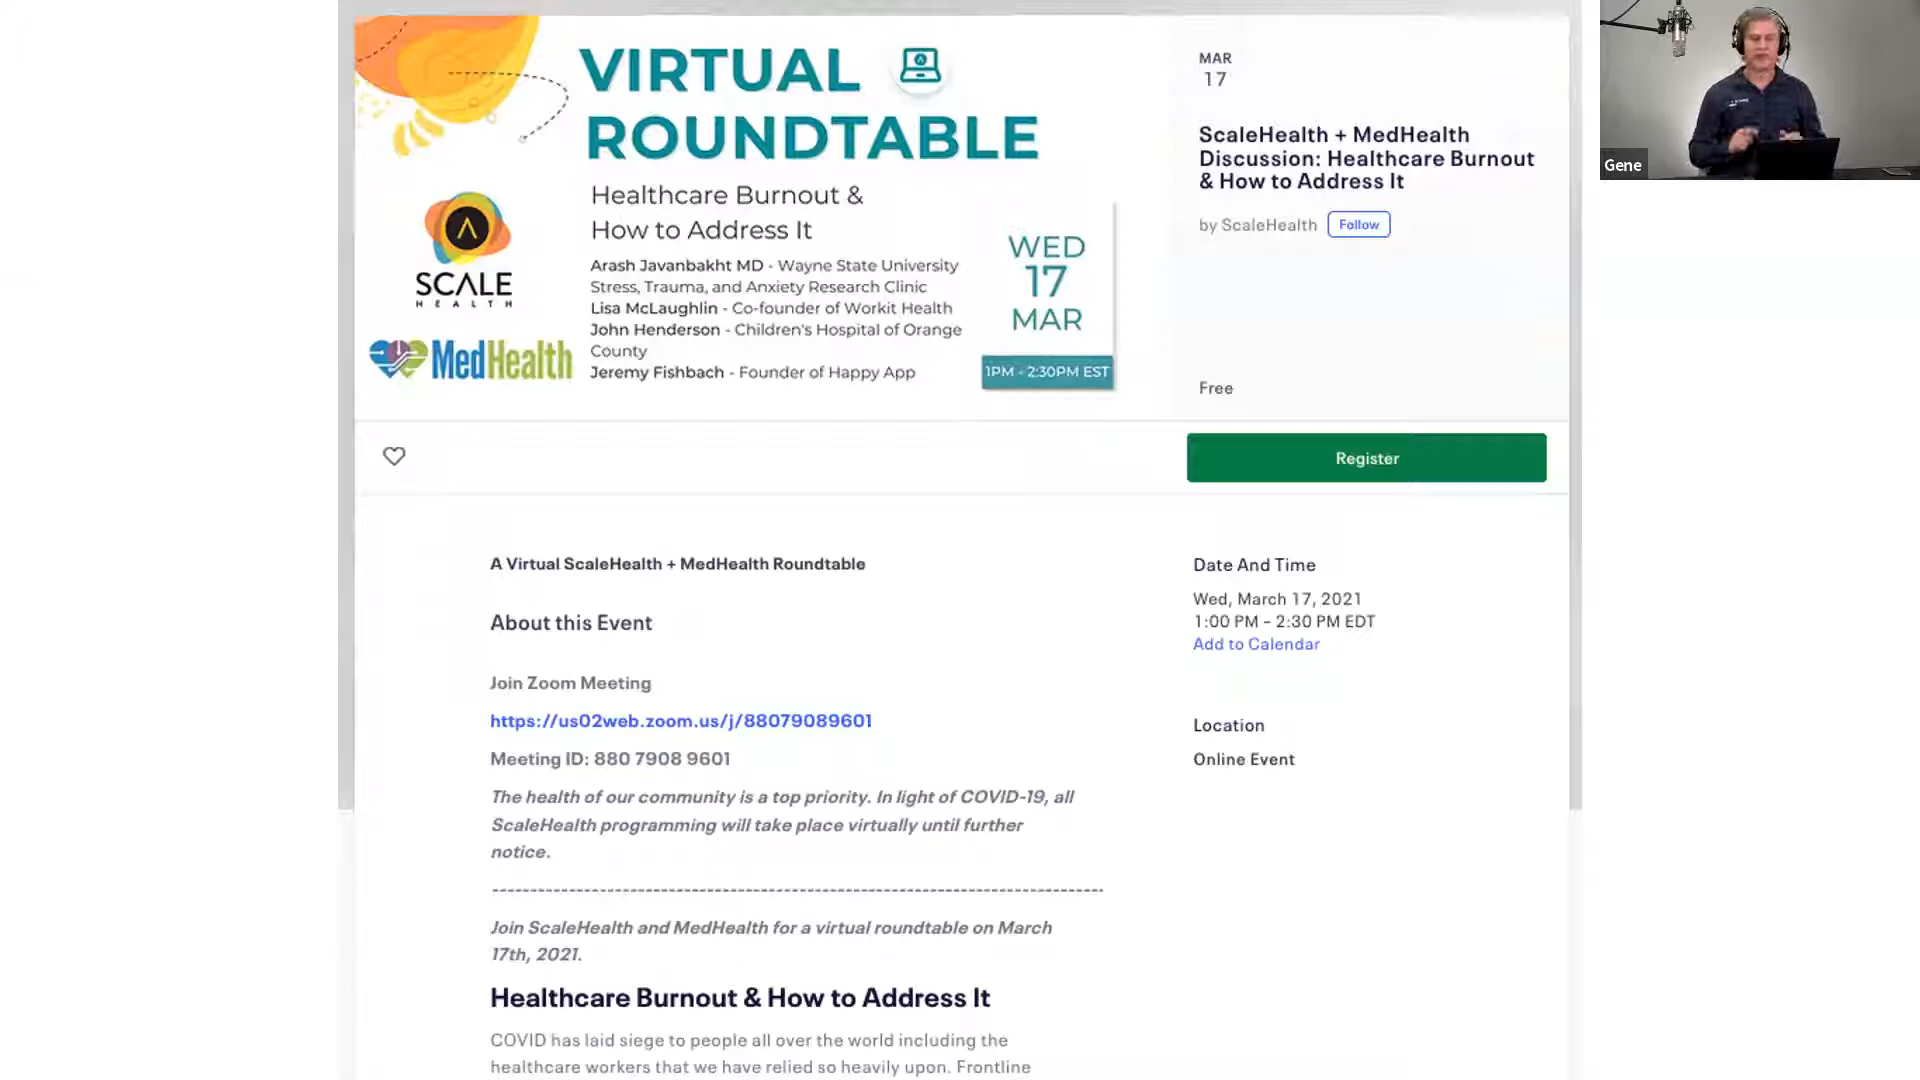 VIRTUAL
ROUNDTABLE
Healthcare Burnout &
How to Address It
Arash Javanbakht MD - Wayne State University
Stress, Trauma, and Anxiety Research Clinic
Lisa McLaughlin - Co-founder of Workit Health
John Henderson - Children's Hospital of Orange
County
Jeremy Fishbach - Founder of Happy App
SCALE
HEALTH
MedHealth
WED
17
MAR
1PM - 2:30PM EST
MAR
17
ScaleHealth + MedHealth
Discussion: Healthcare Burnout
& How to Address It
by ScaleHealth Follow
Free
Register
Gene
A Virtual ScaleHealth + MedHealth Roundtable
About this Event
Join Zoom Meeting
https://us02web.zoom.us/j/88079089601
Meeting ID: 880 7908 9601
The health of our community is a top priority. In light of COVID-19, all
ScaleHealth programming will take place virtually until further
notice.
--------------------------------------------------------------------------------
Join ScaleHealth and MedHealth for a virtual roundtable on March
17th, 2021.
Healthcare Burnout & How to Address It
COVID has laid siege to people all over the world including the
healthcare workers that we have relied so heavily upon. Frontline
Date And Time
Wed, March 17, 2021
1:00 PM – 2:30 PM EDT
Add to Calendar
Location
Online Event